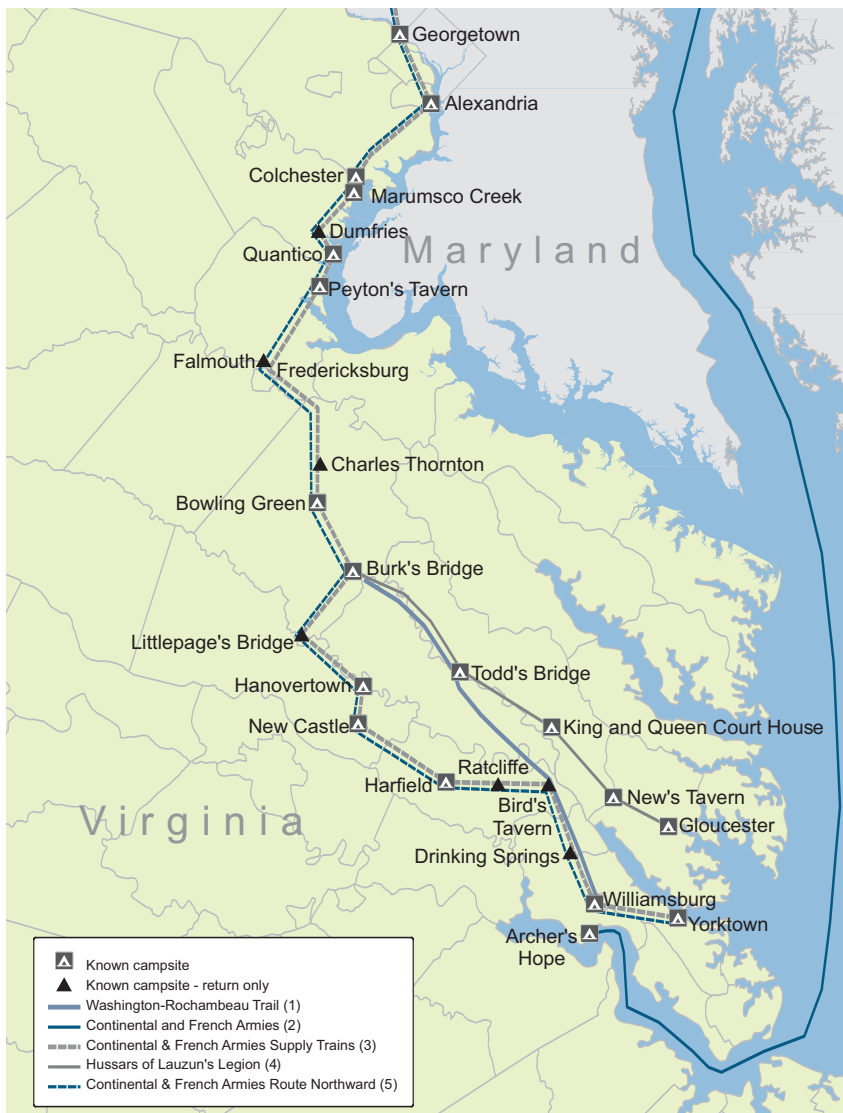 Georgetown
Alexandria
Colchester
Marumsco Creek
Dumfries
Maryland
Quantico
Peyton's Tavern
Falmouth
Fredericksburg
Charles Thornton
Bowling Green
Burk's Bridge
Littlepage's Bridge
Todd's Bridge
Hanovertown
New Castle
King and Queen Court House
Ratcliffe
Harfield
New's Tavern
Bird's
Tavern
Virginia
Gloucester
Drinking Springs
Williamsburg
Yorktown
Archer's
Hope
Known campsite
Known campsite - return only
Washington-Rochambeau Trail (1)
Continental and French Armies (2)
Continental & French Armies Supply Trains (3)
Hussars of Lauzun's Legion (4)
Continental & French Armies Route Northward (5)